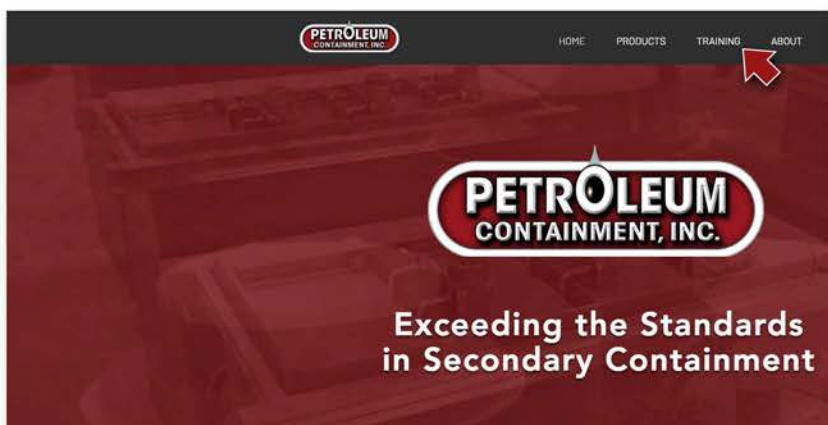 PETROLEUM
CONTAINMENT, INC.
HOME PRODUCTS TRAINING ABOUT
PETROLEUM
CONTAINMENT, INC.
Exceeding the Standards
in Secondary Containment